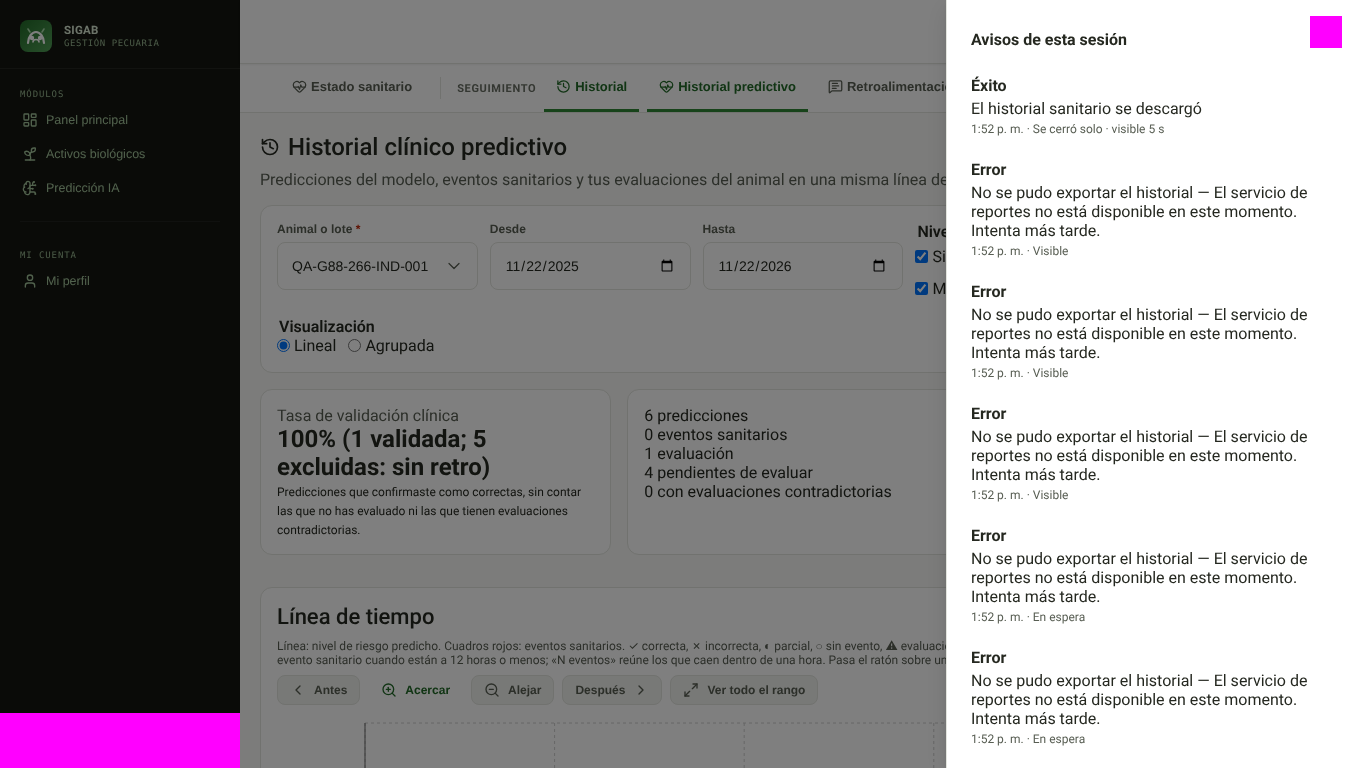 SIGAB
GESTIÓN PECUARIA
MÓDULOS
Panel principal
Activos biológicos
Predicción IA
MI CUENTA
Mi perfil
Estado sanitario
SEGUIMIENTO
Historial
Historial predictivo
Retroalimentaci
Historial clínico predictivo
Predicciones del modelo, eventos sanitarios y tus evaluaciones del animal en una misma línea de
Animal o lote *
Desde
Hasta
Nive
QA-G88-266-IND-001
11/22/2025
11/22/2026
Si
M
Visualización
Lineal
Agrupada
Tasa de validación clínica
100% (1 validada; 5
excluidas: sin retro)
Predicciones que confirmaste como correctas, sin contar
las que no has evaluado ni las que tienen evaluaciones
contradictorias.
6 predicciones
0 eventos sanitarios
1 evaluación
4 pendientes de evaluar
0 con evaluaciones contradictorias
Línea de tiempo
Línea: nivel de riesgo predicho. Cuadros rojos: eventos sanitarios. ✓ correcta, × incorrecta, ◐ parcial, ○ sin evento, ⚠ evaluaci
evento sanitario cuando están a 12 horas o menos; «N eventos» reúne los que caen dentro de una hora. Pasa el ratón sobre un
Antes
Acercar
Alejar
Después
Ver todo el rango
Avisos de esta sesión
Éxito
El historial sanitario se descargó
1:52 p. m. · Se cerró solo · visible 5 s
Error
No se pudo exportar el historial — El servicio de
reportes no está disponible en este momento.
Intenta más tarde.
1:52 p. m. · Visible
Error
No se pudo exportar el historial — El servicio de
reportes no está disponible en este momento.
Intenta más tarde.
1:52 p. m. · Visible
Error
No se pudo exportar el historial — El servicio de
reportes no está disponible en este momento.
Intenta más tarde.
1:52 p. m. · Visible
Error
No se pudo exportar el historial — El servicio de
reportes no está disponible en este momento.
Intenta más tarde.
1:52 p. m. · En espera
Error
No se pudo exportar el historial — El servicio de
reportes no está disponible en este momento.
Intenta más tarde.
1:52 p. m. · En espera